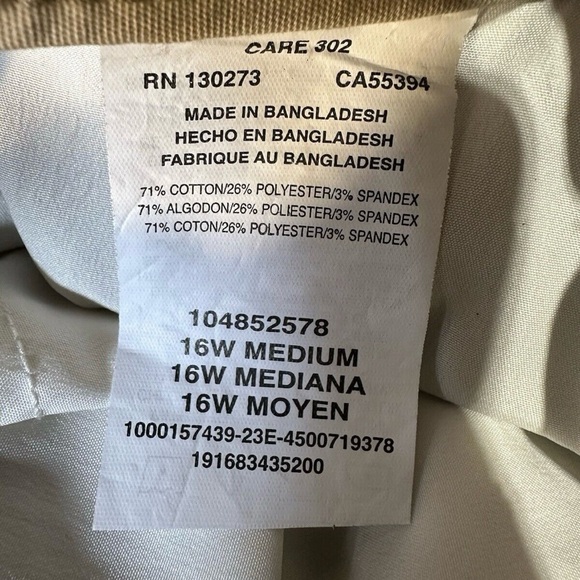 CARE 302
RN 130273 CA55394
MADE IN BANGLADESH
HECHO EN BANGLADESH
FABRIQUE AU BANGLADESH
71% COTTON/26% POLYESTER/3% SPANDEX
71% ALGODON/26% POLIESTER/3% SPANDEX
71% COTON/26% POLYESTER/3% SPANDEX
104852578
16W MEDIUM
16W MEDIANA
16W MOYEN
1000157439-23E-4500719378
191683435200